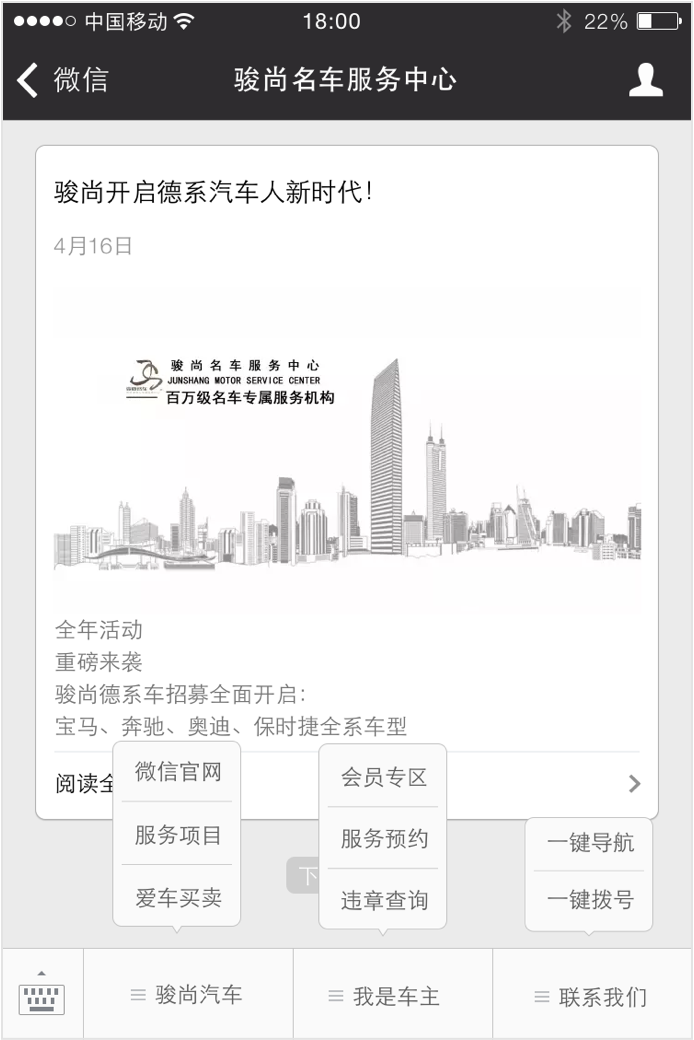 中国移动 18:00 22%
微信 骏尚名车服务中心
骏尚开启德系汽车人新时代！
4月16日
骏尚名车服务中心
JUNSHANG MOTOR SERVICE CENTER
百万级名车专属服务机构
全年活动
重磅来袭
骏尚德系车招募全面开启：
宝马、奔驰、奥迪、保时捷全系车型
阅读全
微信官网
服务项目
爱车买卖
会员专区
服务预约
违章查询
一键导航
一键拨号
下
骏尚汽车 我是车主 联系我们